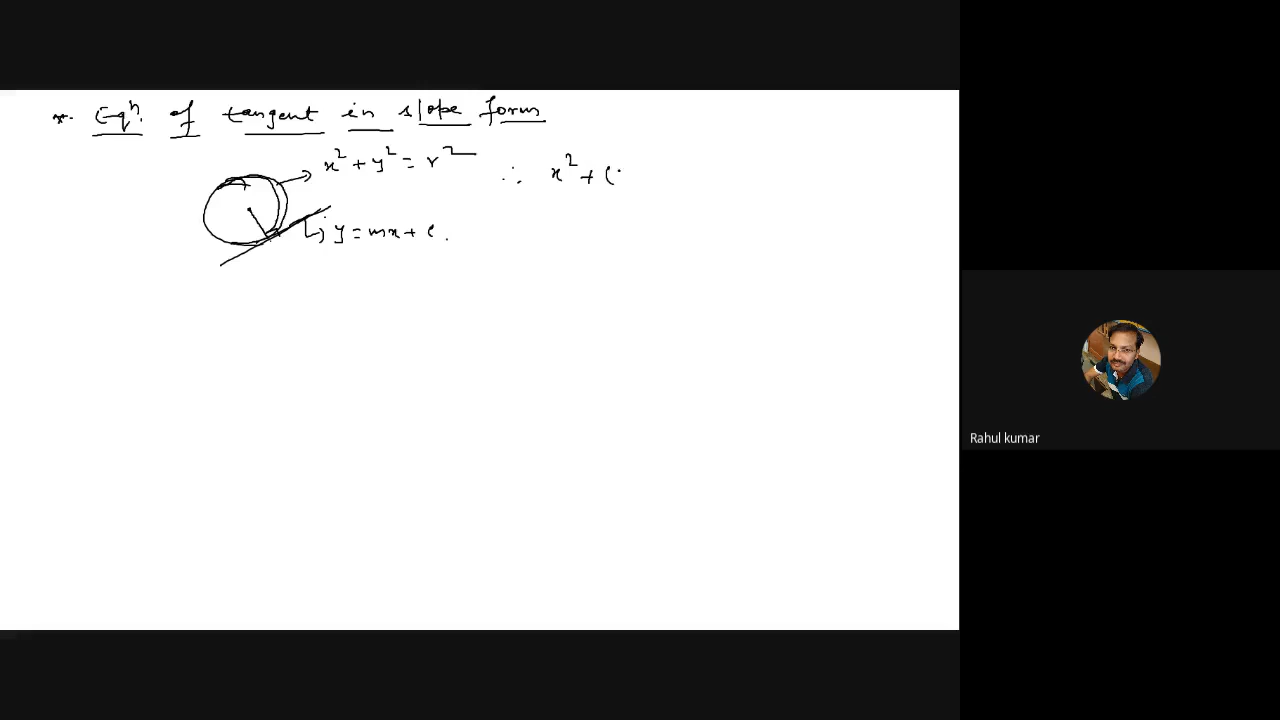 * Eqⁿ. of tangent in slope form
x² + y² = r² ∴ x² + (
y = mx + c.
Rahul kumar